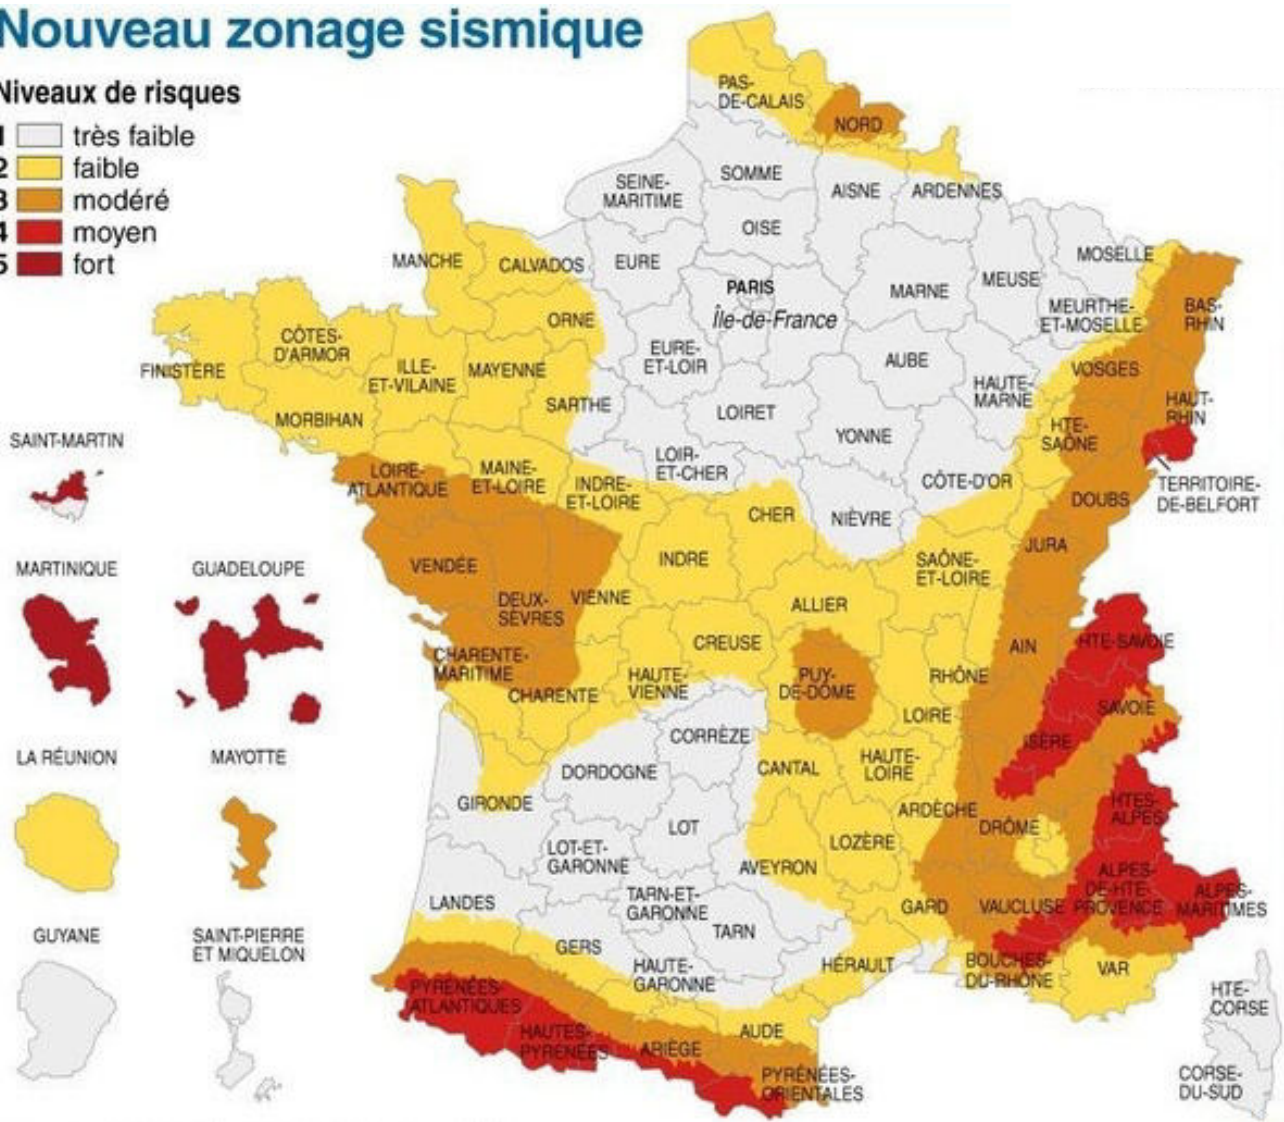 Nouveau zonage sismique
Niveaux de risques
1 très faible
2 faible
3 modéré
4 moyen
5 fort
PAS-
DE-CALAIS
NORD
SOMME
SEINE-
MARITIME
AISNE
ARDENNES
OISE
MANCHE
CALVADOS
EURE
MOSELLE
PARIS
MARNE
MEUSE
Île-de-France
MEURTHE-
ET-MOSELLE
BAS-
RHIN
ORNE
CÔTES-
D'ARMOR
FINISTÈRE
ILLE-
ET-VILAINE
MAYENNE
EURE-
ET-LOIR
AUBE
VOSGES
HAUTE-
MARNE
HAUT-
RHIN
SARTHE
MORBIHAN
LOIRET
YONNE
HTE-
SAÔNE
SAINT-MARTIN
LOIRE-
ATLANTIQUE
MAINE-
ET-LOIRE
INDRE-
ET-LOIRE
LOIR-
ET-CHER
CÔTE-D'OR
TERRITOIRE-
DE-BELFORT
DOUBS
CHER
NIÈVRE
JURA
MARTINIQUE
GUADELOUPE
VENDÉE
INDRE
SAÔNE-
ET-LOIRE
DEUX-
SÈVRES
VIENNE
ALLIER
CREUSE
AIN
HTE-SAVOIE
CHARENTE-
MARITIME
CHARENTE
HAUTE-
VIENNE
PUY-
DE-DÔME
RHÔNE
LOIRE
SAVOIE
LA RÉUNION
MAYOTTE
CORRÈZE
ISÈRE
DORDOGNE
CANTAL
HAUTE-
LOIRE
GIRONDE
ARDÈCHE
DRÔME
HTES-
ALPES
LOT
LOT-ET-
GARONNE
LOZÈRE
AVEYRON
LANDES
TARN-ET-
GARONNE
TARN
GARD
VAUCLUSE
ALPES-
DE-HTE-
PROVENCE
ALPES-
MARITIMES
GUYANE
SAINT-PIERRE
ET MIQUELON
GERS
HAUTE-
GARONNE
HÉRAULT
BOUCHES-
DU-RHÔNE
VAR
PYRÉNÉES-
ATLANTIQUES
HAUTES-
PYRENÉES
ARIÈGE
AUDE
PYRÉNÉES-
ORIENTALES
HTE-
CORSE
CORSE-
DU-SUD